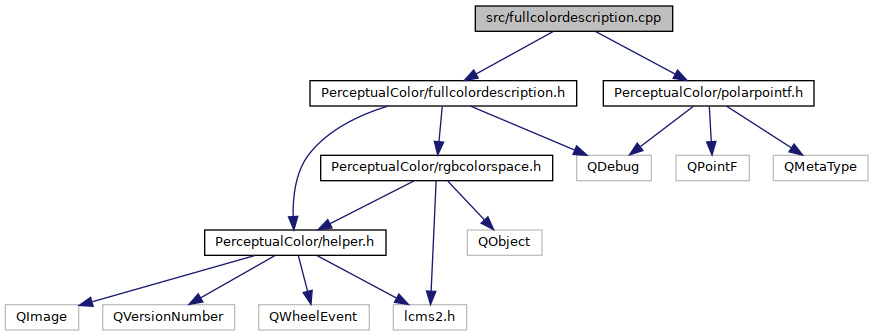 src/fullcolordescription.cpp
PerceptualColor/fullcolordescription.h
PerceptualColor/polarpointf.h
PerceptualColor/rgbcolorspace.h
QDebug
QPointF
QMetaType
PerceptualColor/helper.h
QObject
QImage
QVersionNumber
QWheelEvent
lcms2.h